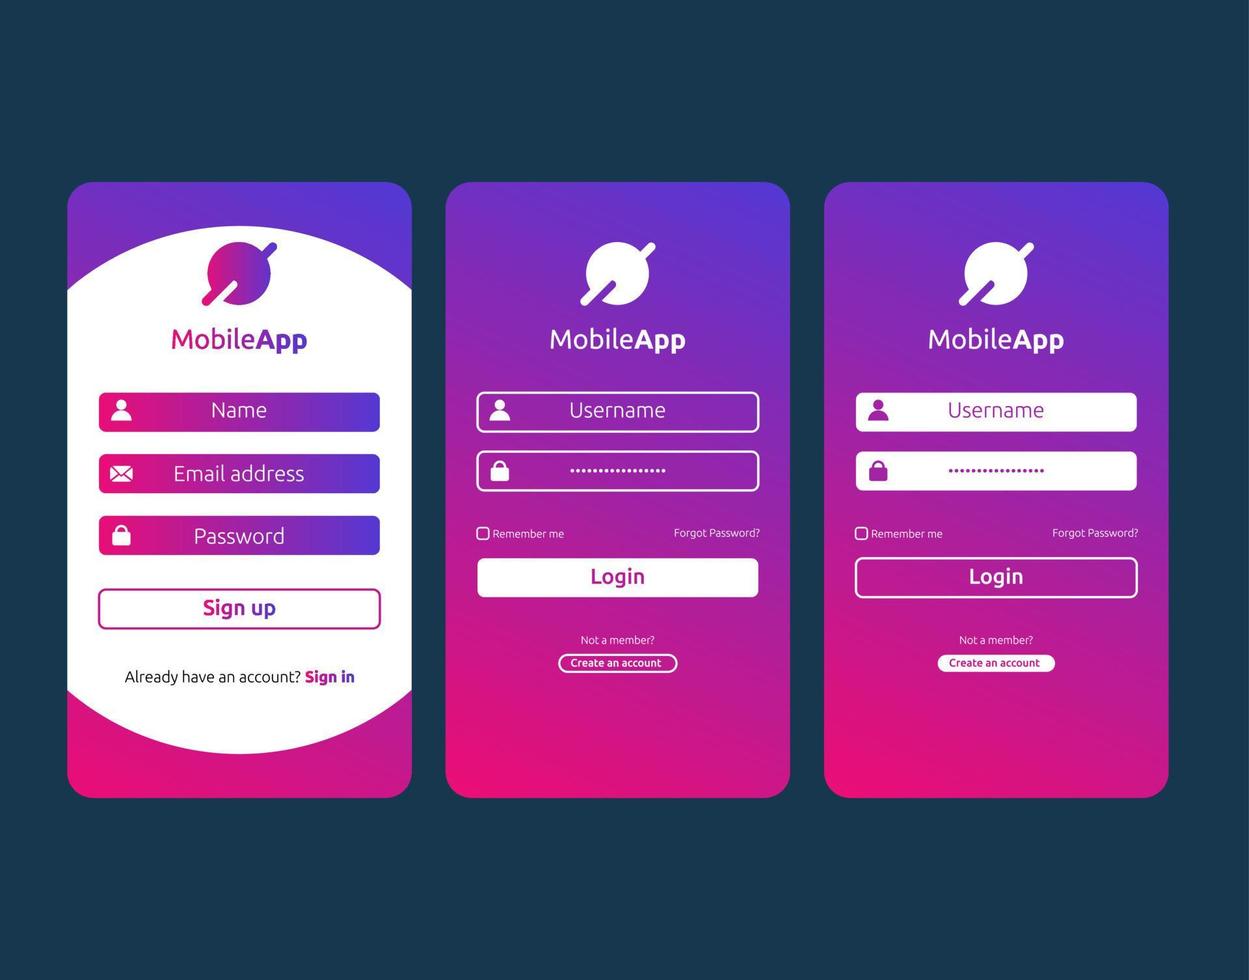 MobileApp
Name
Email address
Password
Sign up
Already have an account? Sign in
MobileApp
Username
•••••••••••••••••
Remember me
Forgot Password?
Login
Not a member?
Create an account
MobileApp
Username
•••••••••••••••••
Remember me
Forgot Password?
Login
Not a member?
Create an account